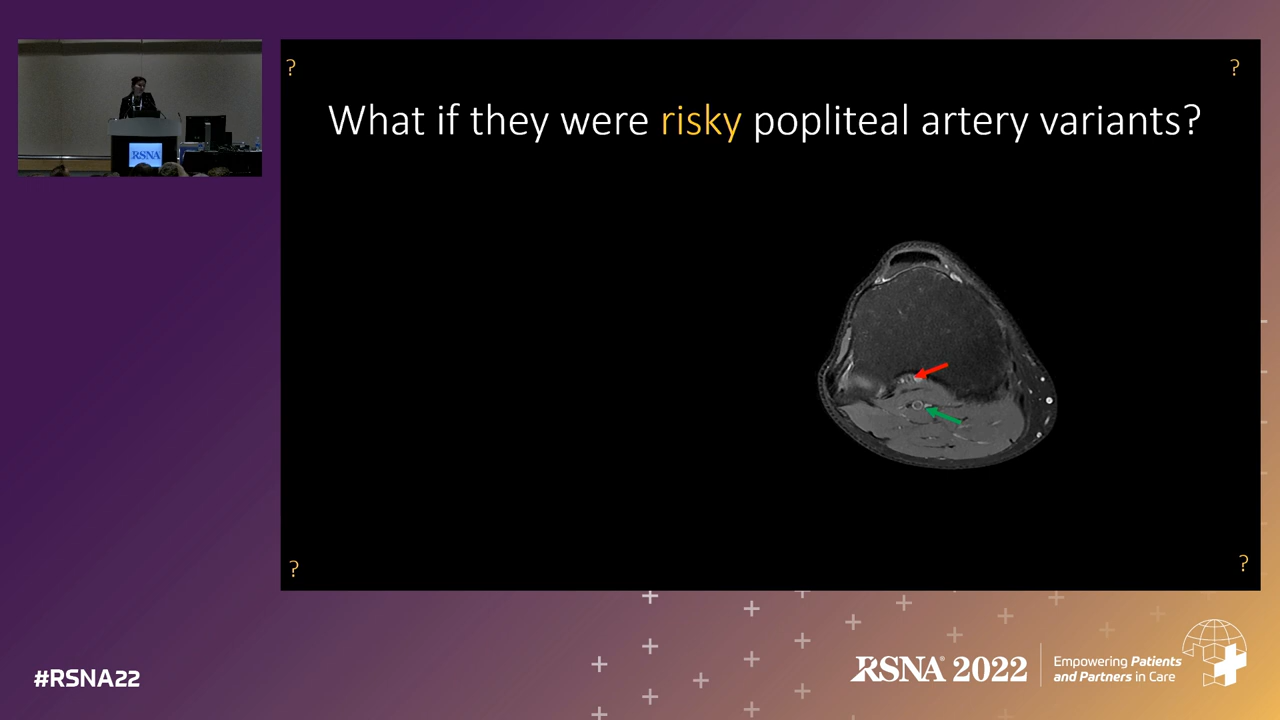 ?
?
What if they were risky popliteal artery variants?
RSNA
?
?
#RSNA22
RSNA 2022
Empowering Patients
and Partners in Care